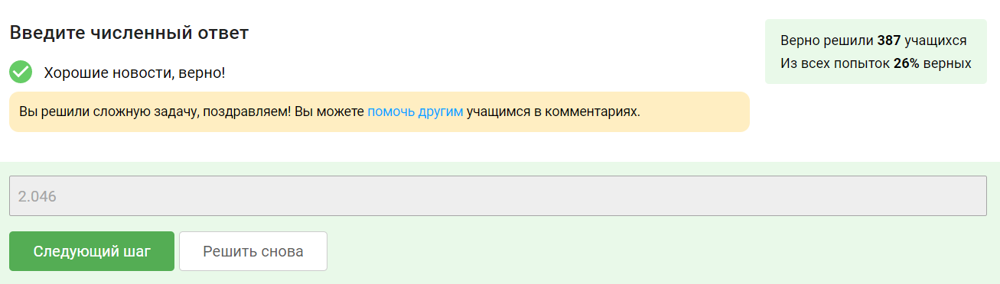 Введите численный ответ
Верно решили 387 учащихся
Из всех попыток 26% верных
Хорошие новости, верно!
Вы решили сложную задачу, поздравляем! Вы можете помочь другим учащимся в комментариях.
2.046
Следующий шаг
Решить снова